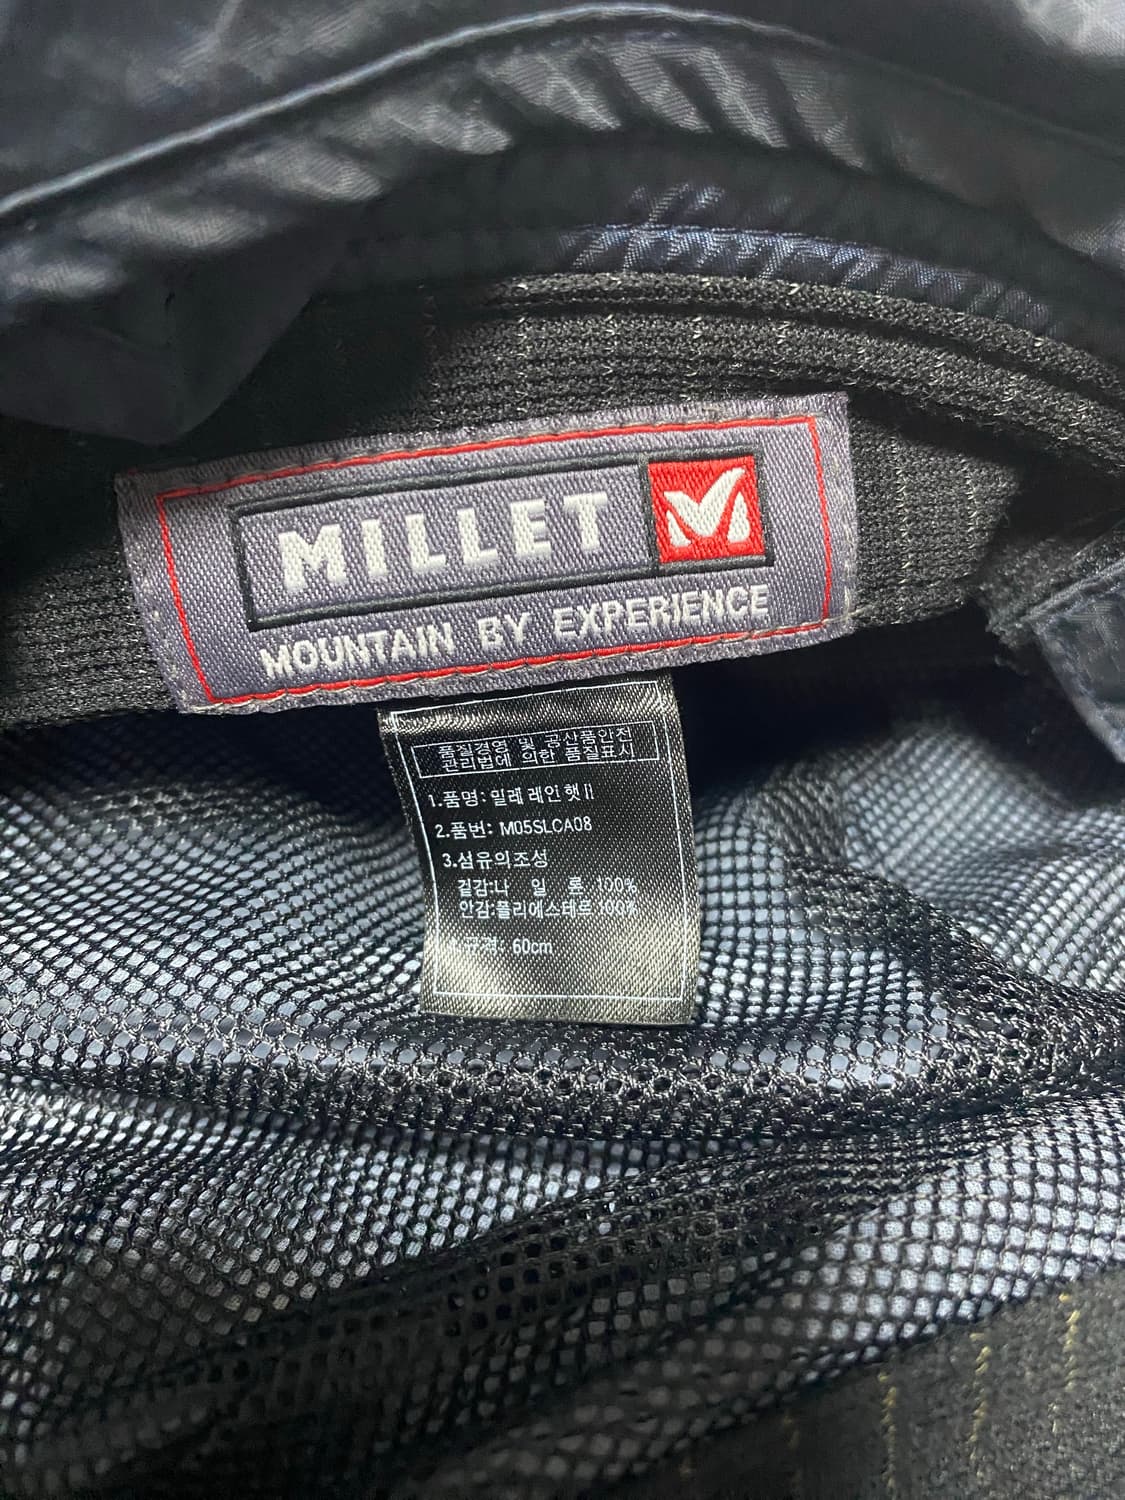 MILLET
MOUNTAIN BY EXPERIENCE
품질경영 및 공산품안전
관리법에 의한 품질표시
1.품명: 밀레 레인햇 II
2.품번: M05SLCA08
3.섬유의조성
겉감:나 일 론 100%
안감:폴리에스테르 100%
4.규격: 60cm